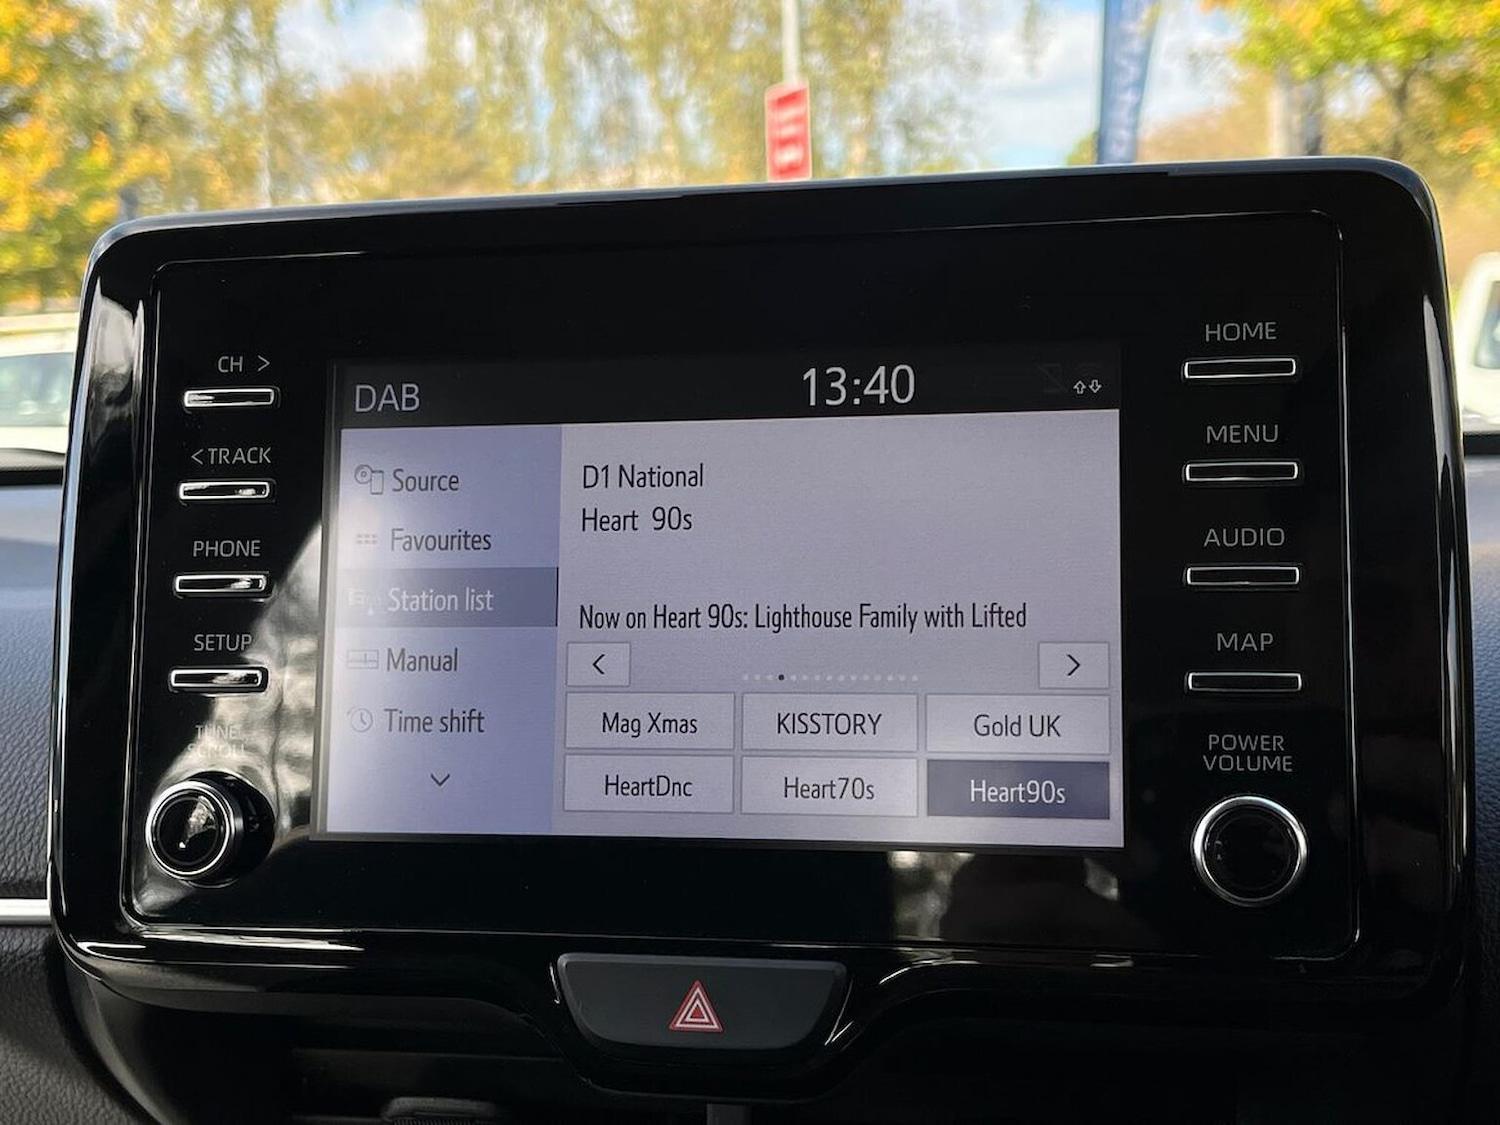 CH >
< TRACK
PHONE
SETUP
TUNE
SCROLL
DAB
13:40
Source
Favourites
Station list
Manual
Time shift
D1 National
Heart 90s
Now on Heart 90s: Lighthouse Family with Lifted
<
>
Mag Xmas
KISSTORY
Gold UK
HeartDnc
Heart70s
Heart90s
HOME
MENU
AUDIO
MAP
POWER
VOLUME